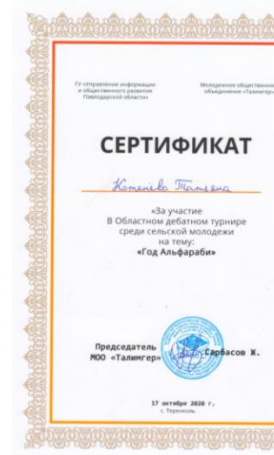 ГУ «Управление информации
и общественного развития
Павлодарской области»
Молодежное общественное
объединение «Талимгер»
СЕРТИФИКАТ
Котенёва Татьяна
«За участие
В Областном дебатном турнире
среди сельской молодежи
на тему:
«Год Альфараби»
Председатель
МОО «Талимгер»
Сарбасов Ж.
17 октября 2020 г.
с. Теренколь